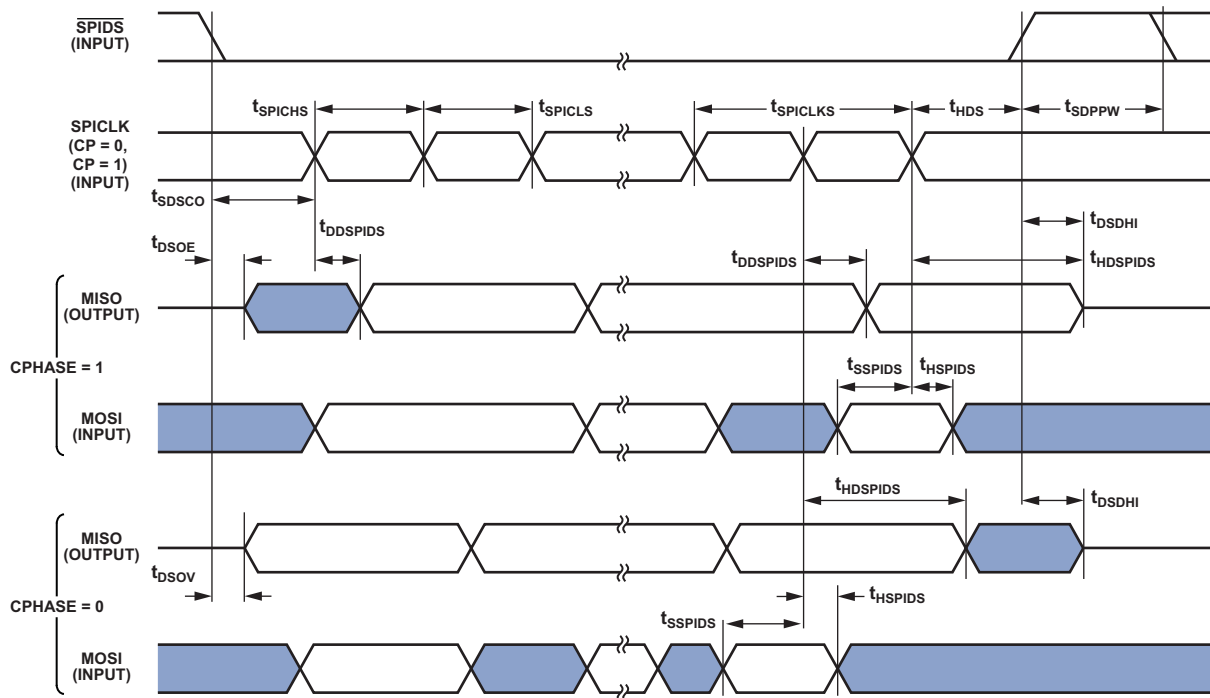 SPIDS
(INPUT)
tSPICHS
tSPICLS
tSPICLKS
tHDS
tSDPPW
SPICLK
(CP = 0,
CP = 1)
(INPUT)
tSDSCO
tDSOE
tDDSPIDS
tDSDHI
tDDSPIDS
tHDSPIDS
MISO
(OUTPUT)
CPHASE = 1
tSSPIDS
tHSPIDS
MOSI
(INPUT)
tHDSPIDS
tDSDHI
MISO
(OUTPUT)
tDSOV
CPHASE = 0
tHSPIDS
tSSPIDS
MOSI
(INPUT)